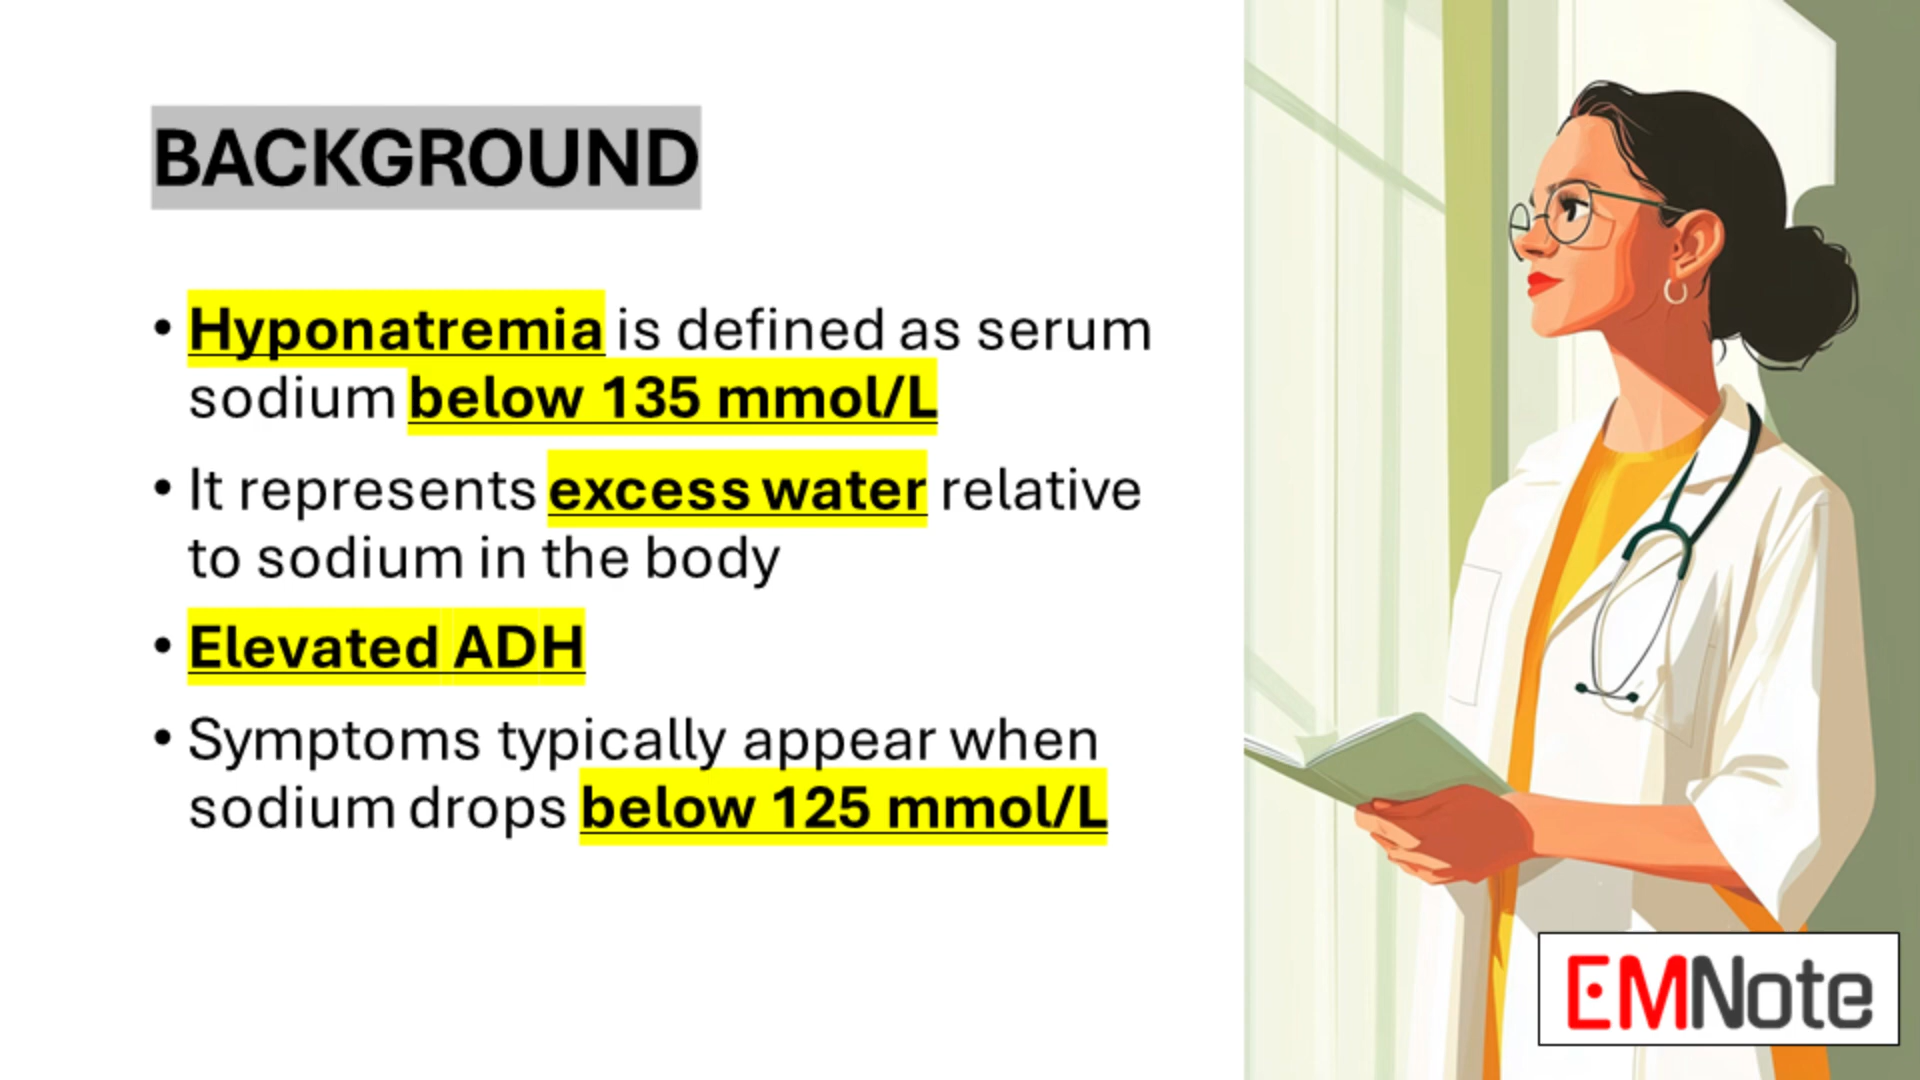 BACKGROUND
• Hyponatremia is defined as serum
sodium below 135 mmol/L
• It represents excess water relative
to sodium in the body
• Elevated ADH
• Symptoms typically appear when
sodium drops below 125 mmol/L
EMNote